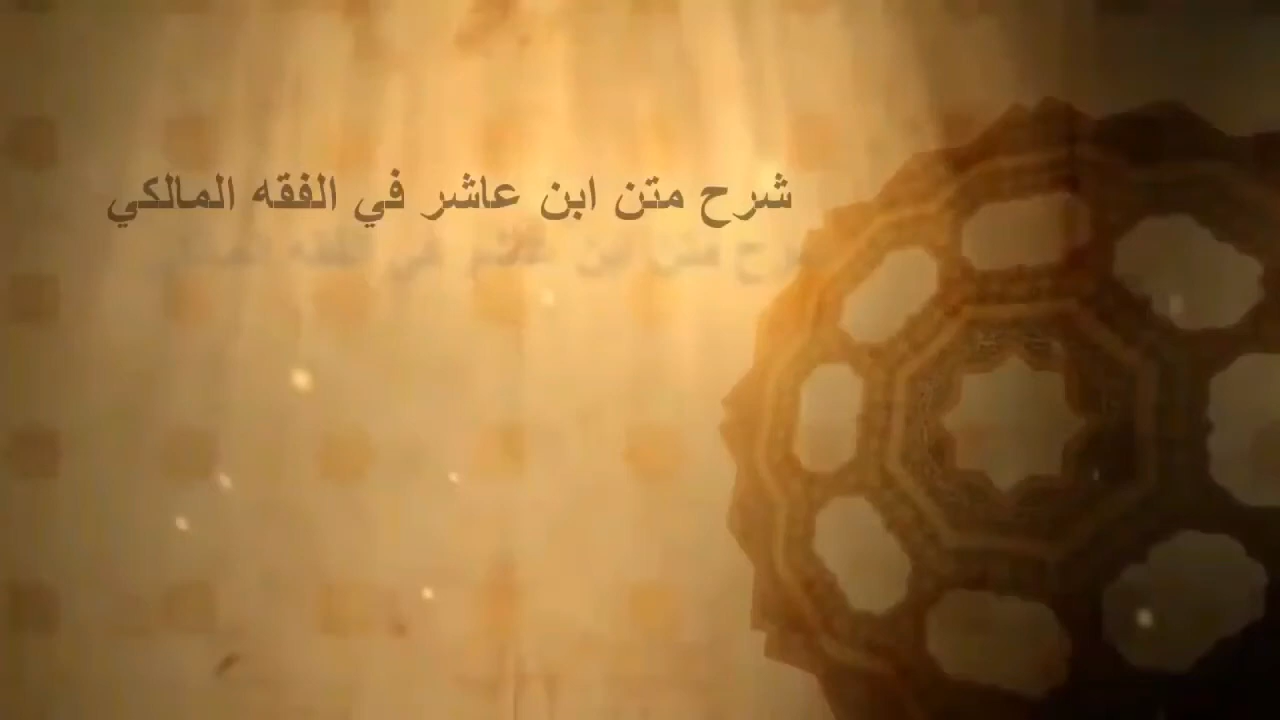 شرح متن ابن عاشر في الفقه المالكي